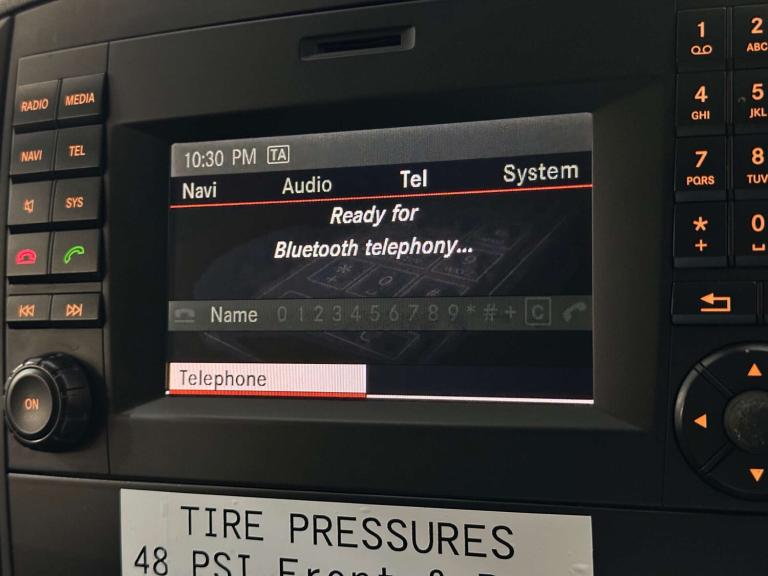 RADIO MEDIA
NAVI TEL
SYS
ON
10:30 PM TA
Navi Audio Tel System
Ready for
Bluetooth telephony...
Name 0 1 2 3 4 5 6 7 8 9 * # + C
Telephone
1 2
ABC
4 5
GHI JKL
7 8
PQRS TUV
* 0
+
TIRE PRESSURES
48 PSI Front &